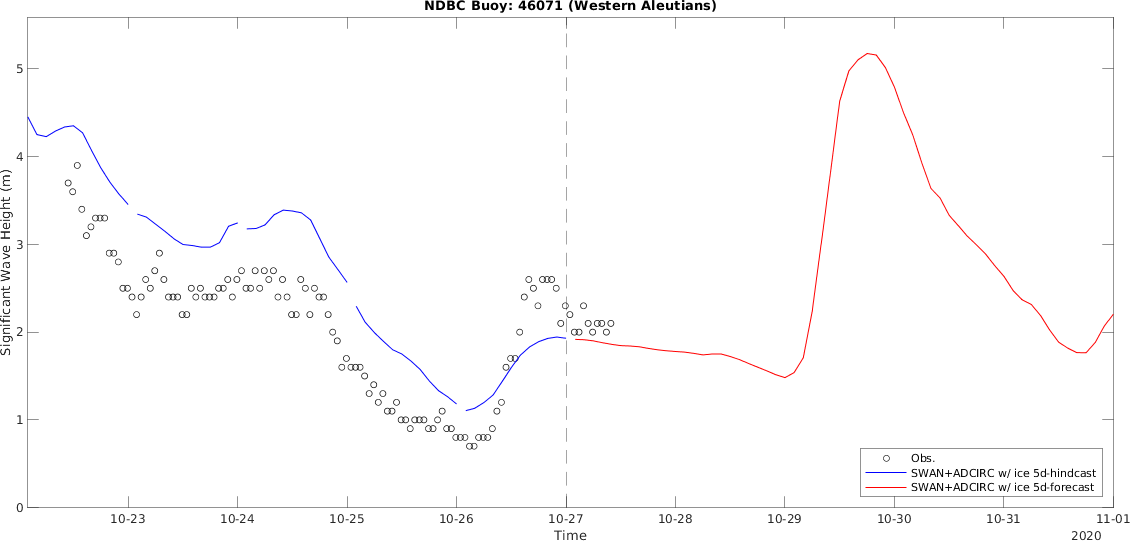 NDBC Buoy: 46071 (Western Aleutians)
Significant Wave Height (m)
5
4
3
2
1
0
10-23
10-24
10-25
10-26
10-27
10-28
10-29
10-30
10-31
11-01
Time
2020
Obs.
SWAN+ADCIRC w/ ice 5d-hindcast
SWAN+ADCIRC w/ ice 5d-forecast